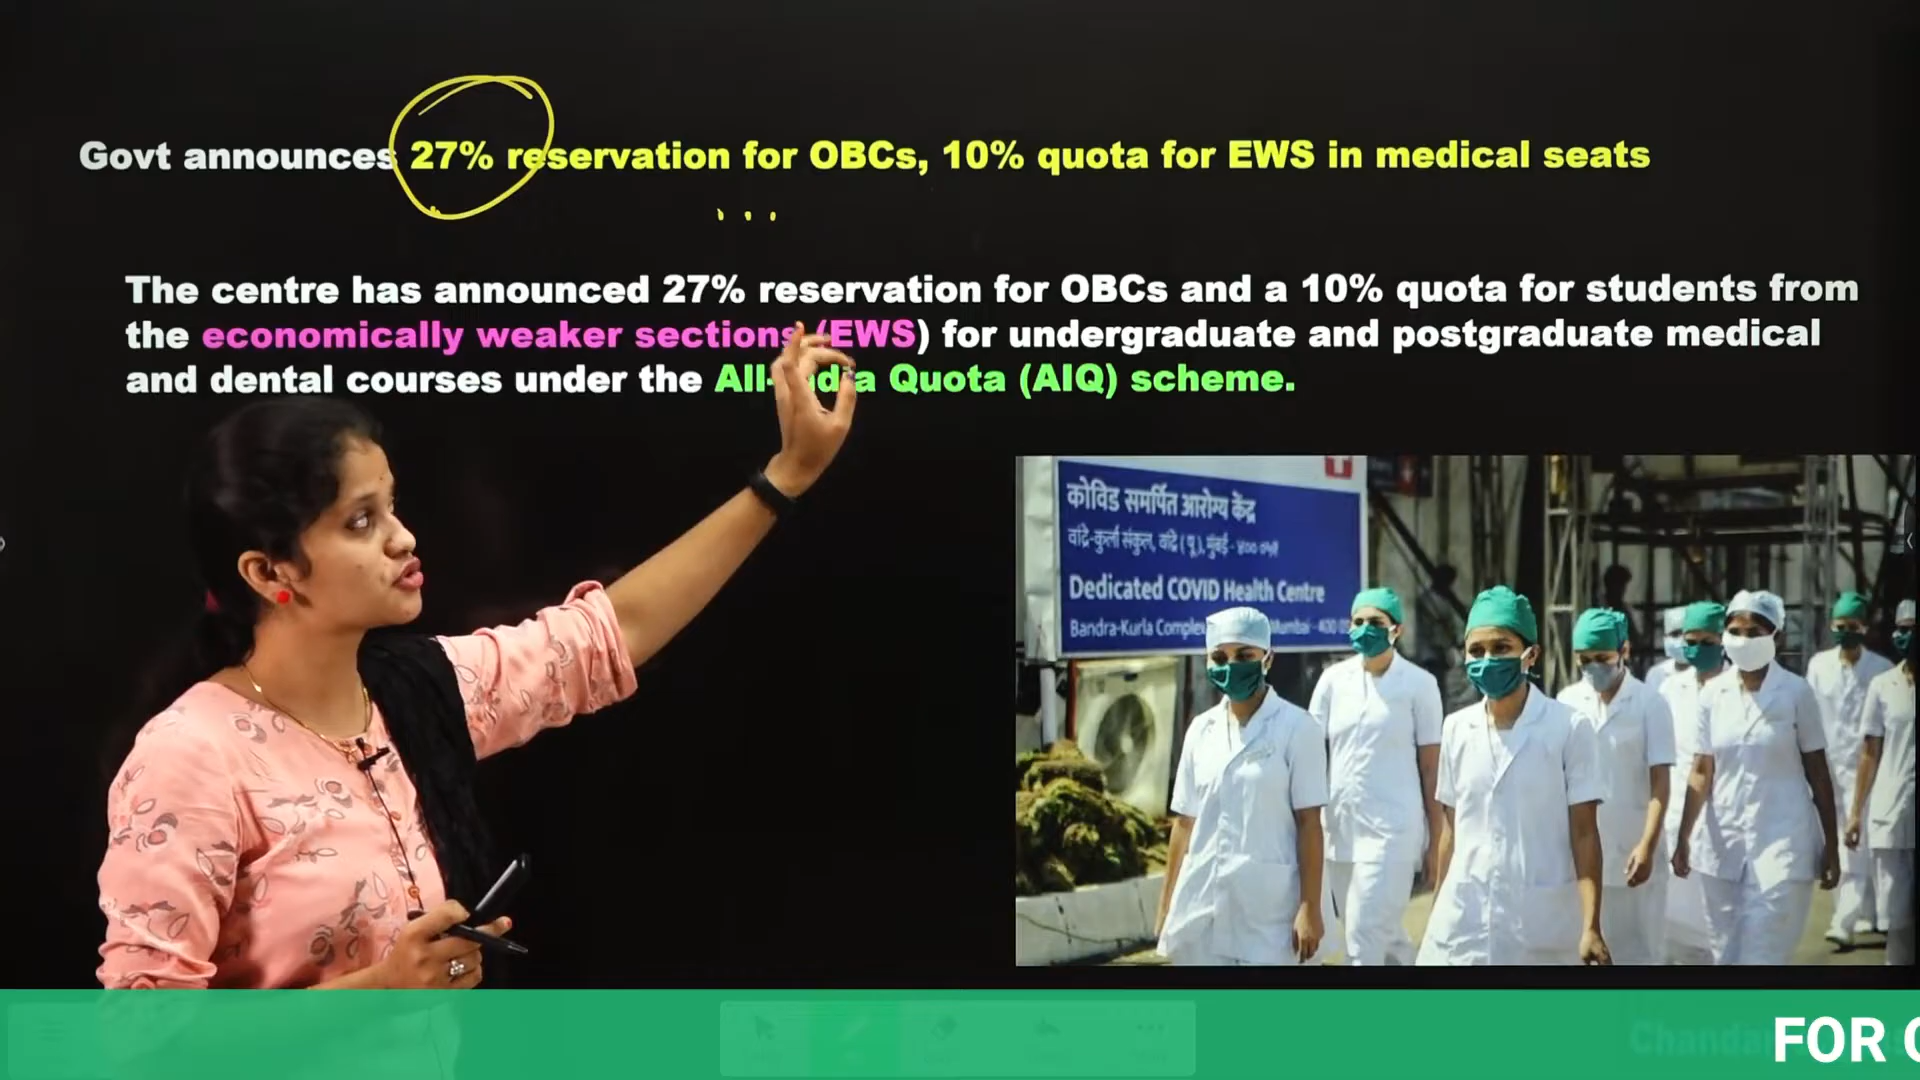 Govt announces 27% reservation for OBCs, 10% quota for EWS in medical seats
The centre has announced 27% reservation for OBCs and a 10% quota for students from
the economically weaker sections (EWS) for undergraduate and postgraduate medical
and dental courses under the All-India Quota (AIQ) scheme.
कोविड समर्पित आरोग्य केंद्र
वांद्रे-कुर्ला संकुल, वांद्रे (पू), मुंबई -
Dedicated COVID Health Centre
Bandra-Kurla Complex Mumbai - 400
FOR